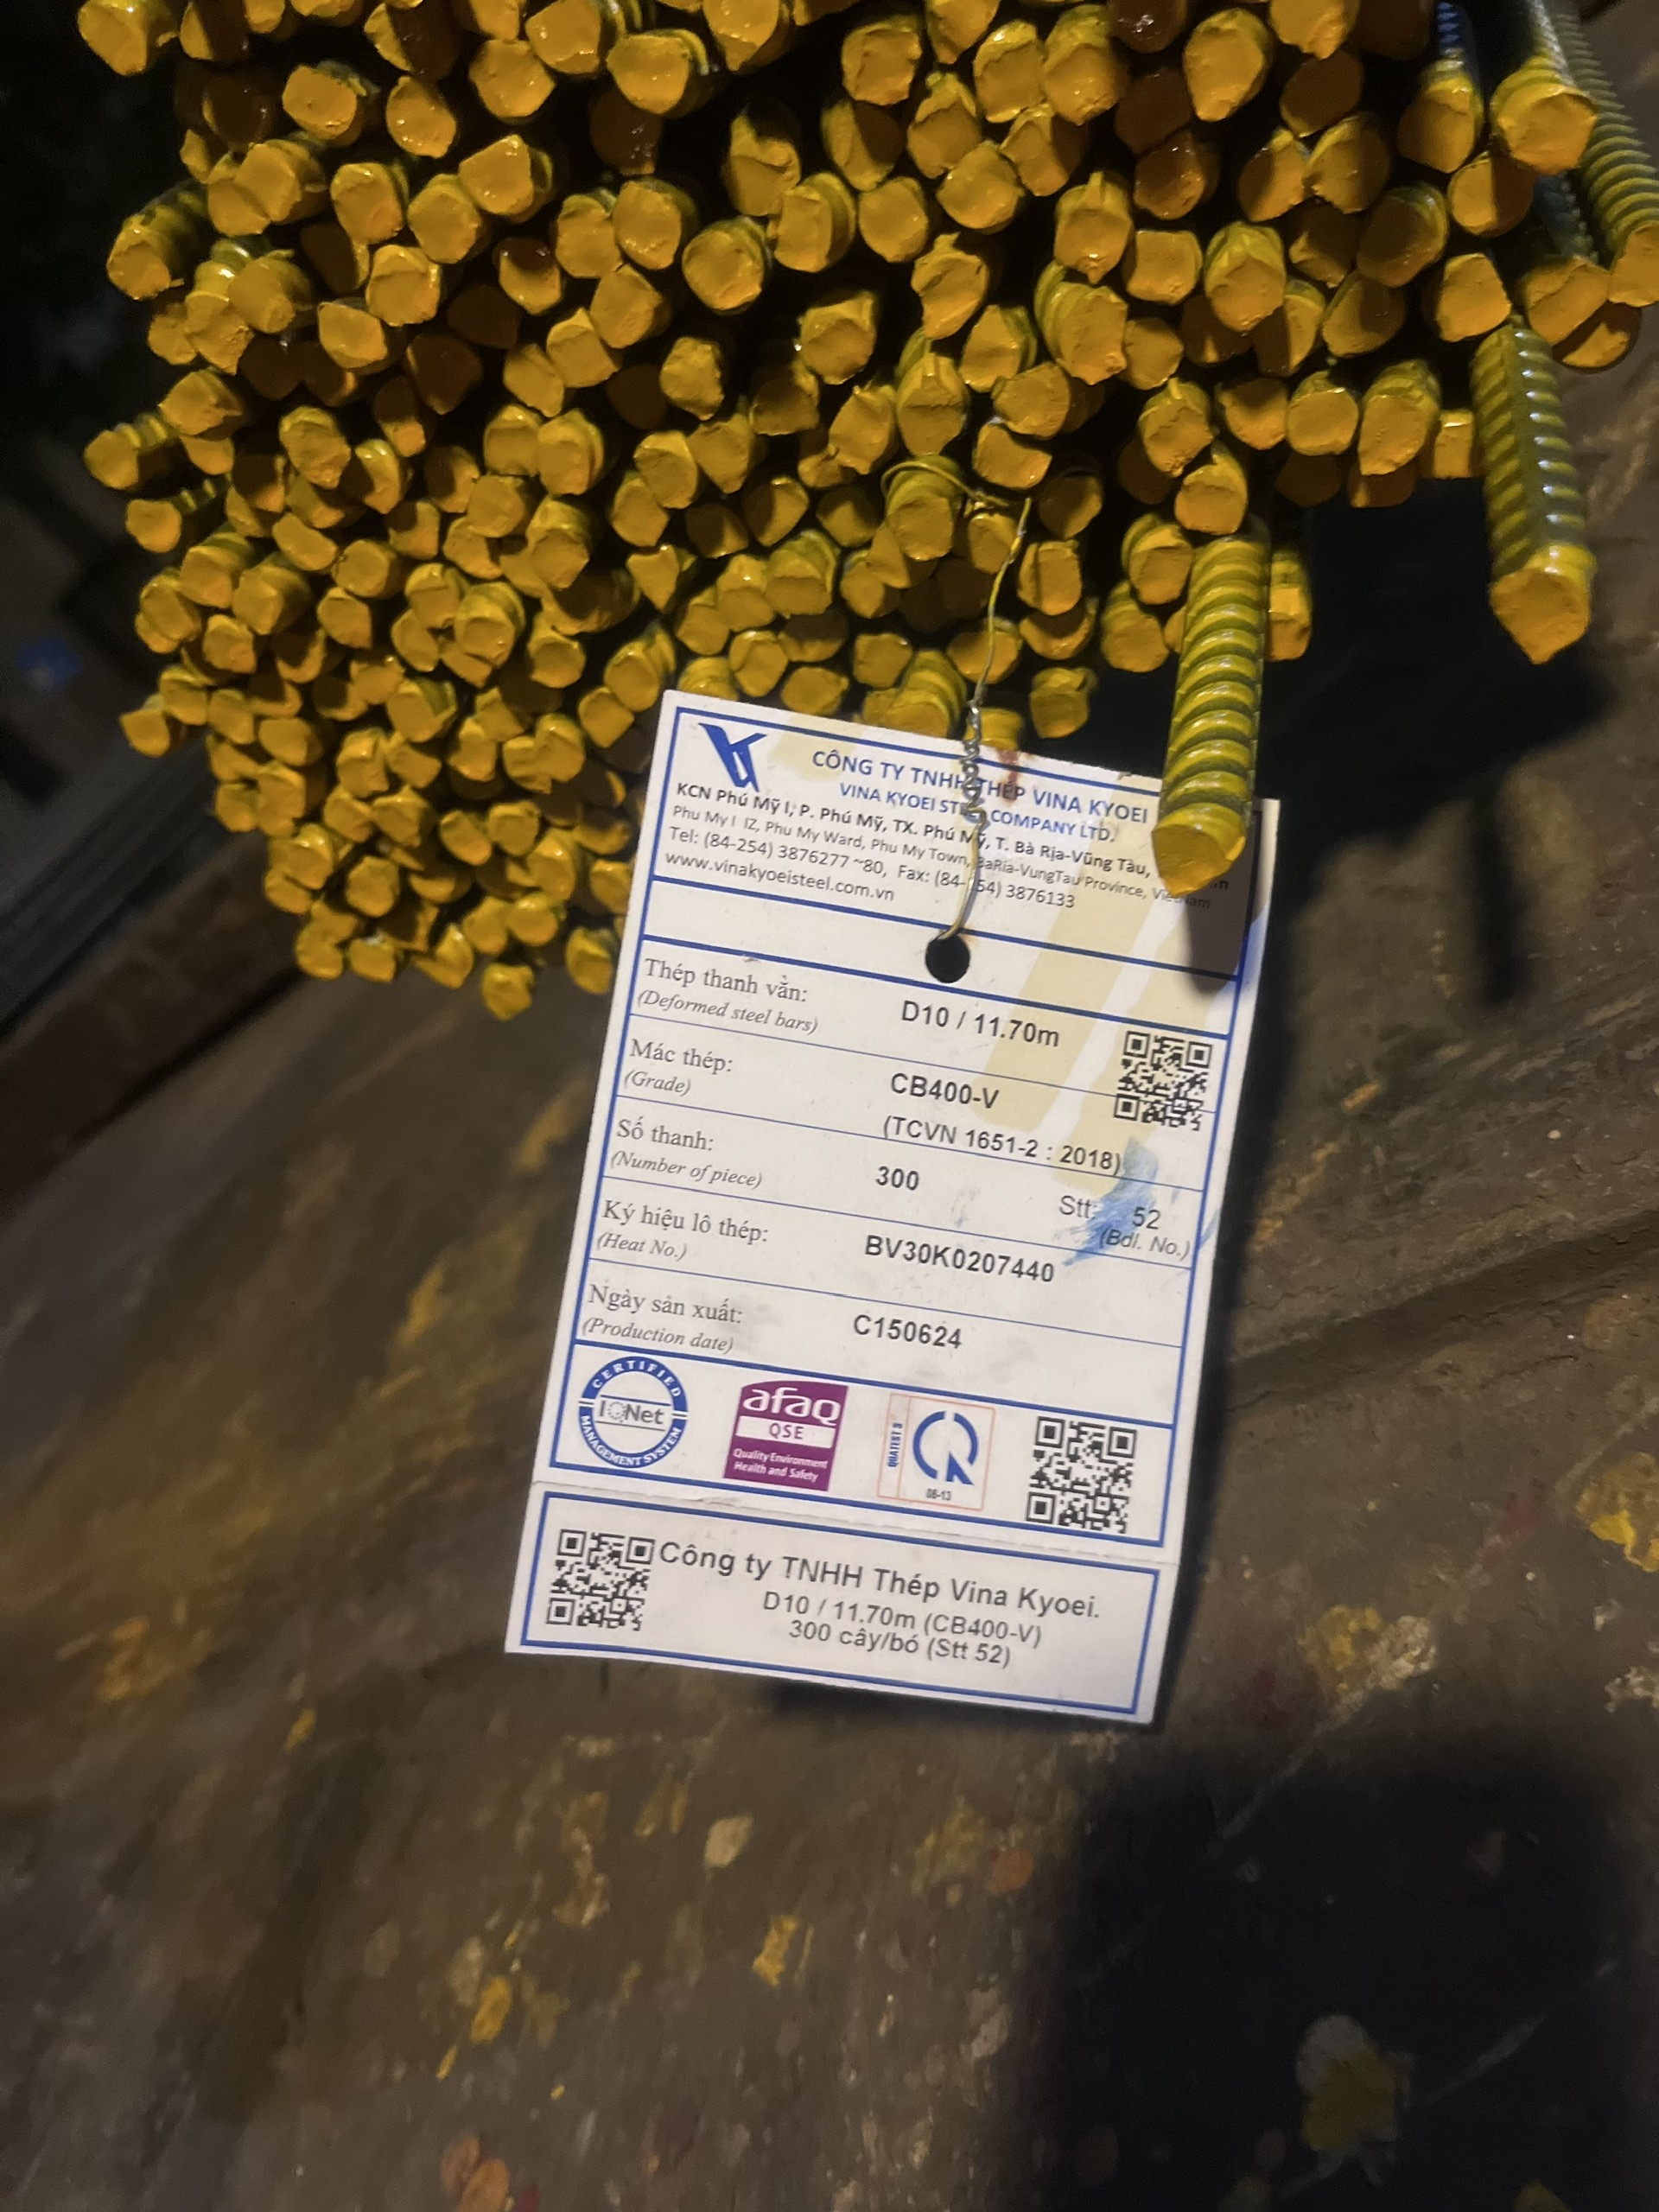 CÔNG TY TNHH THÉP VINA KYOEI
VINA KYOEI STEEL COMPANY LTD.
KCN Phú Mỹ I, P. Phú Mỹ, TX. Phú Mỹ, T. Bà Rịa-Vũng Tàu,
Phu My I IZ, Phu My Ward, Phu My Town, BaRia-VungTau Province, Vietnam
Tel: (84-254) 3876277 ~80, Fax: (84-254) 3876133
www.vinakyoeisteel.com.vn
Thép thanh vằn: D10 / 11.70m
(Deformed steel bars)
Mác thép: CB400-V
(Grade) (TCVN 1651-2 : 2018)
Số thanh: 300 Stt: 52
(Number of piece) (Bdl. No.)
Ký hiệu lô thép: BV30K0207440
(Heat No.)
Ngày sản xuất: C150624
(Production date)
CERTIFIED
IQNet
MANAGEMENT SYSTEM
afaq
QSE
Quality Environment
Health and Safety
QUATEST 3
06-13
Công ty TNHH Thép Vina Kyoei.
D10 / 11.70m (CB400-V)
300 cây/bó (Stt 52)